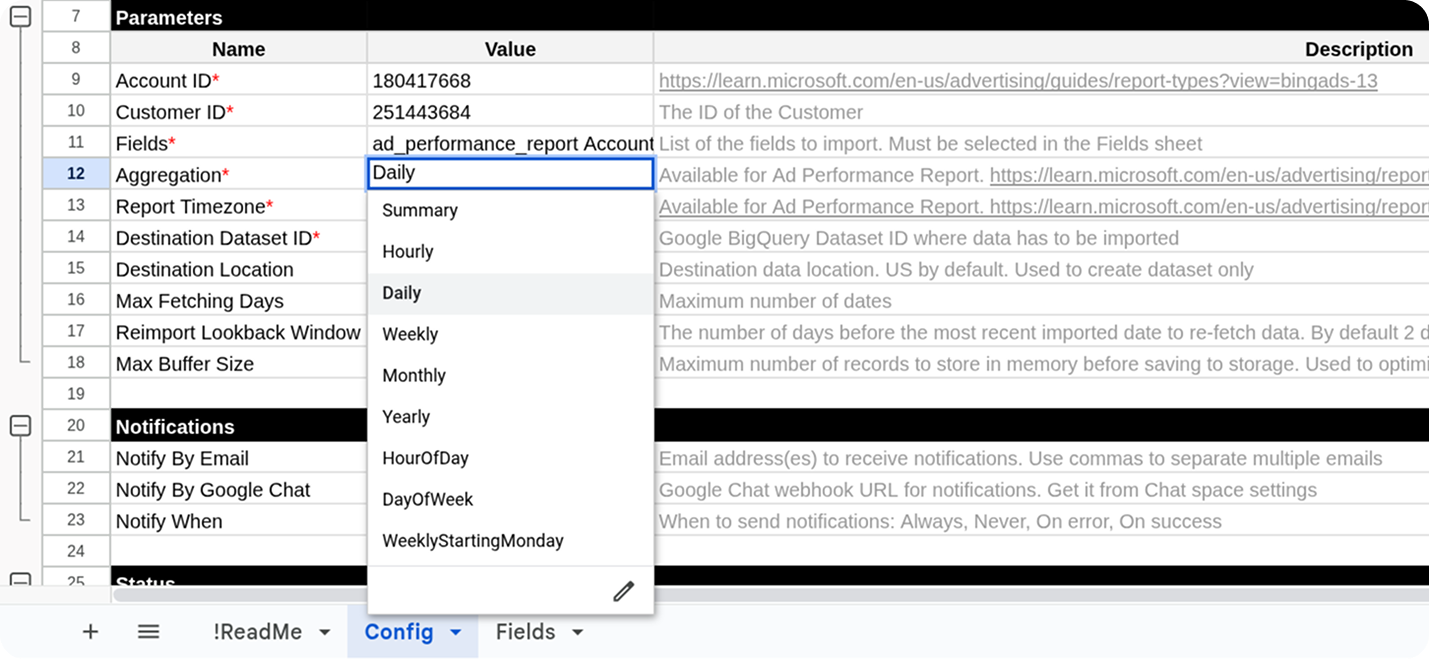 7 Parameters
8 Name Value Description
9 Account ID* 180417668 https://learn.microsoft.com/en-us/advertising/guides/report-types?view=bingads-13
10 Customer ID* 251443684 The ID of the Customer
11 Fields* ad_performance_report Account List of the fields to import. Must be selected in the Fields sheet
12 Aggregation* Daily Available for Ad Performance Report. https://learn.microsoft.com/en-us/advertising/report
Summary
13 Report Timezone* Available for Ad Performance Report. https://learn.microsoft.com/en-us/advertising/report
14 Destination Dataset ID* Hourly Google BigQuery Dataset ID where data has to be imported
15 Destination Location Destination data location. US by default. Used to create dataset only
Daily
16 Max Fetching Days Maximum number of dates
17 Reimport Lookback Window Weekly The number of days before the most recent imported date to re-fetch data. By default 2 d
18 Max Buffer Size Monthly Maximum number of records to store in memory before saving to storage. Used to optimi
19
Yearly
20 Notifications
21 Notify By Email HourOfDay Email address(es) to receive notifications. Use commas to separate multiple emails
22 Notify By Google Chat DayOfWeek Google Chat webhook URL for notifications. Get it from Chat space settings
23 Notify When When to send notifications: Always, Never, On error, On success
WeeklyStartingMonday
24
25 Status
!ReadMe Config Fields